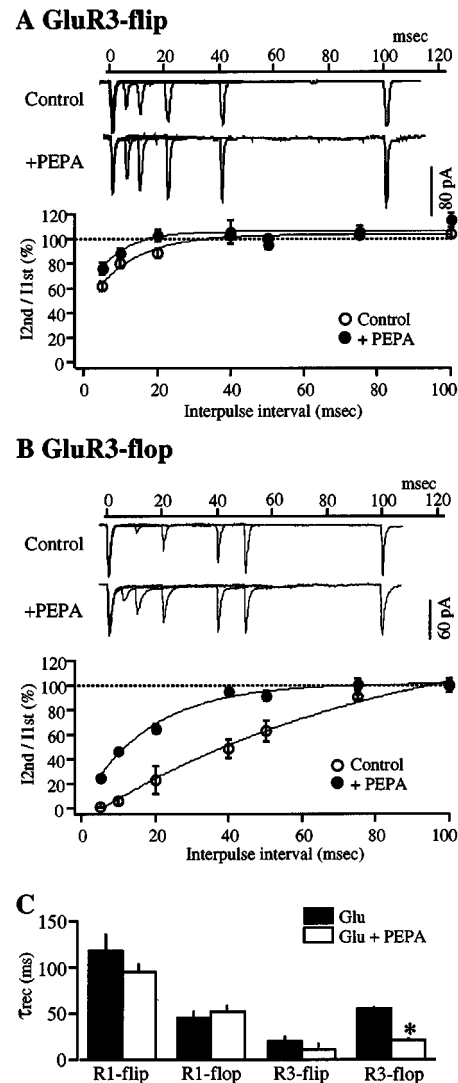 A GluR3-flip
msec
0 20 40 60 80 100 120
Control
+PEPA
80 pA
I2nd / I1st (%)
120
100
80
60
40
20
0
Control
+ PEPA
0 20 40 60 80 100
Interpulse interval (msec)
B GluR3-flop
msec
0 20 40 60 80 100 120
Control
+PEPA
60 pA
I2nd / I1st (%)
120
100
80
60
40
20
0
Control
+ PEPA
0 20 40 60 80 100
Interpulse interval (msec)
C
τrec (ms)
150
100
50
0
Glu
Glu + PEPA
*
R1-flip R1-flop R3-flip R3-flop